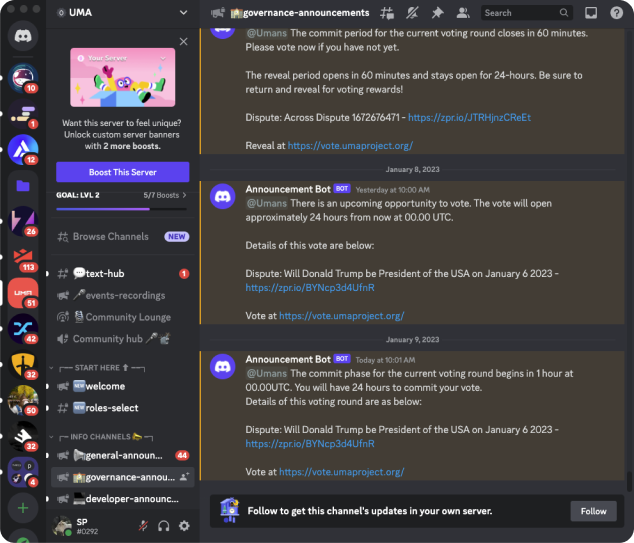 UMA
Your Server
Want this server to feel unique?
Unlock custom server banners
with 2 more boosts.
Boost This Server
GOAL: LVL 2
5/7 Boosts >
Browse Channels
NEW
text-hub
1
events-recordings
Community Lounge
Community hub
START HERE
NEW welcome
NEW roles-select
INFO CHANNELS
general-announ...
44
governance-annou...
developer-announc...
SP
#0292
10
1
12
26
113
UMA
51
42
32
50
32
4
governance-announcements
Search
@Umans The commit period for the current voting round closes in 60 minutes.
Please vote now if you have not yet.
The reveal period opens in 60 minutes and stays open for 24-hours. Be sure to
return and reveal for voting rewards!
Dispute: Across Dispute 1672676471 - https://zpr.io/JTRHjnzCReEt
Reveal at https://vote.umaproject.org/
January 8, 2023
Announcement Bot BOT Yesterday at 10:00 AM
@Umans There is an upcoming opportunity to vote. The vote will open
approximately 24 hours from now at 00.00 UTC.
Details of this vote are below:
Dispute: Will Donald Trump be President of the USA on January 6 2023 -
https://zpr.io/BYNcp3d4UfnR
Vote at https://vote.umaproject.org/
January 9, 2023
Announcement Bot BOT Today at 10:01 AM
@Umans The commit phase for the current voting round begins in 1 hour at
00.00UTC. You will have 24 hours to commit your vote.
Details of this voting round are as below:
Dispute: Will Donald Trump be President of the USA on January 6 2023 -
https://zpr.io/BYNcp3d4UfnR
Vote at https://vote.umaproject.org/
Follow to get this channel's updates in your own server.
Follow